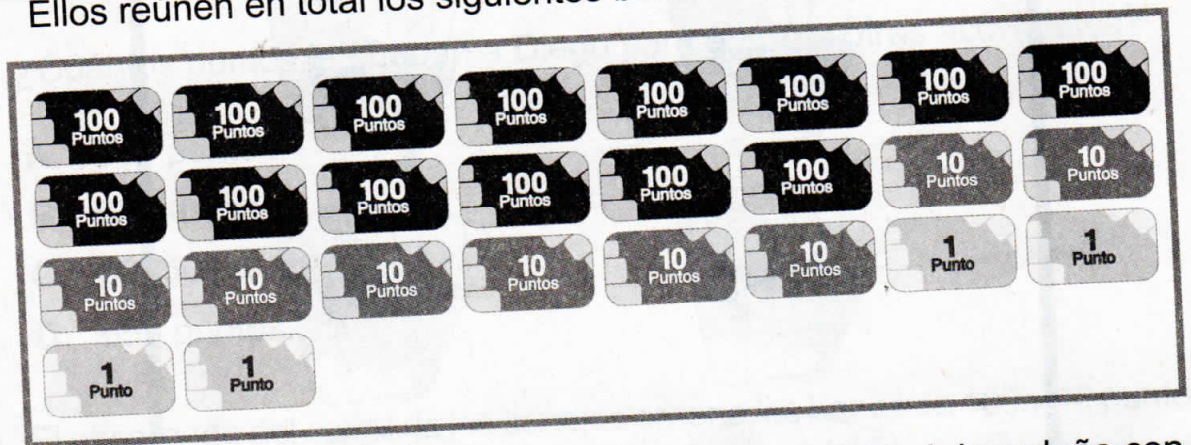 Ellos reúnen en total los siguientes
100 100 100 100 100 100 100 100
Puntos Puntos Puntos Puntos Puntos Puntos Puntos Puntos
100 100 100 100 100 100 10 10
Puntos Puntos Puntos Puntos Puntos Puntos Puntos Puntos
10 10 10 10 10 10 1 1
Puntos Puntos Puntos Puntos Puntos Puntos Punto Punto
1 1
Punto Punto
con